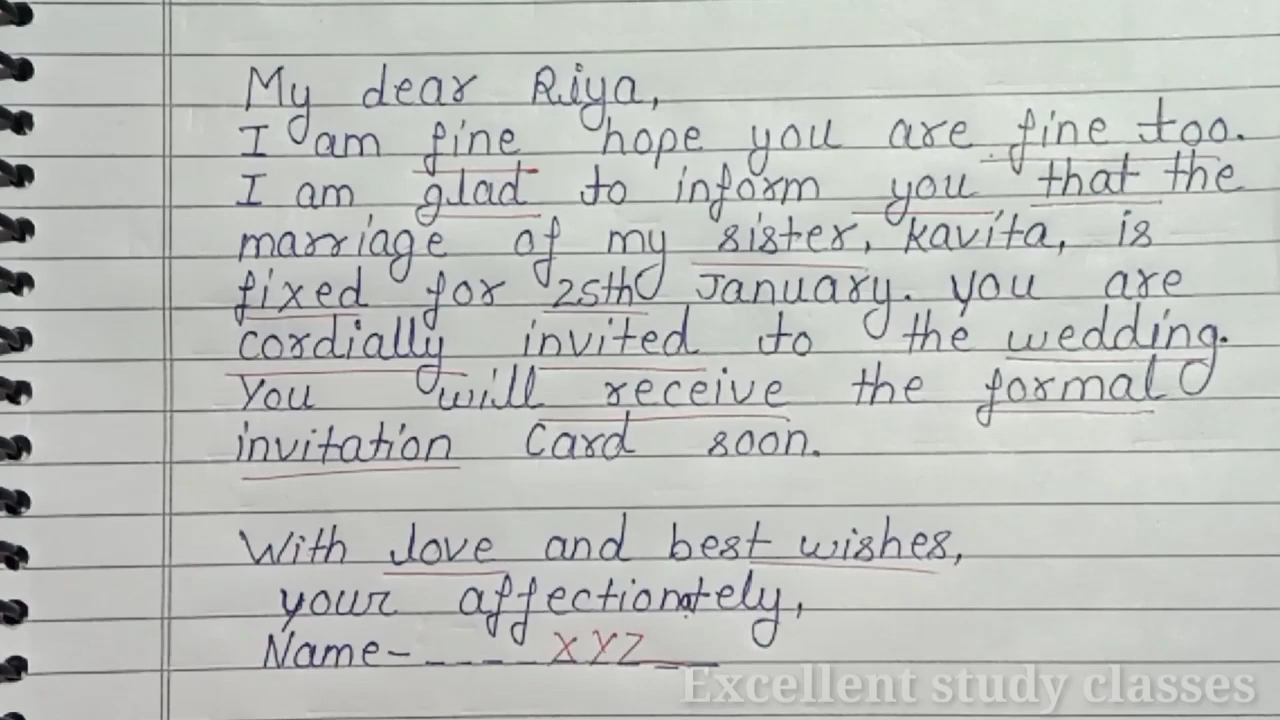 My dear Riya,
I am fine hope you are fine too.
I am glad to inform you that the
marriage of my sister, kavita, is
fixed for 25th January. you are
cordially invited to the wedding.
You will receive the formal
invitation card soon.
With love and best wishes,
your affectionately,
Name- _ _ _ XYZ _ _
Excellent study classes